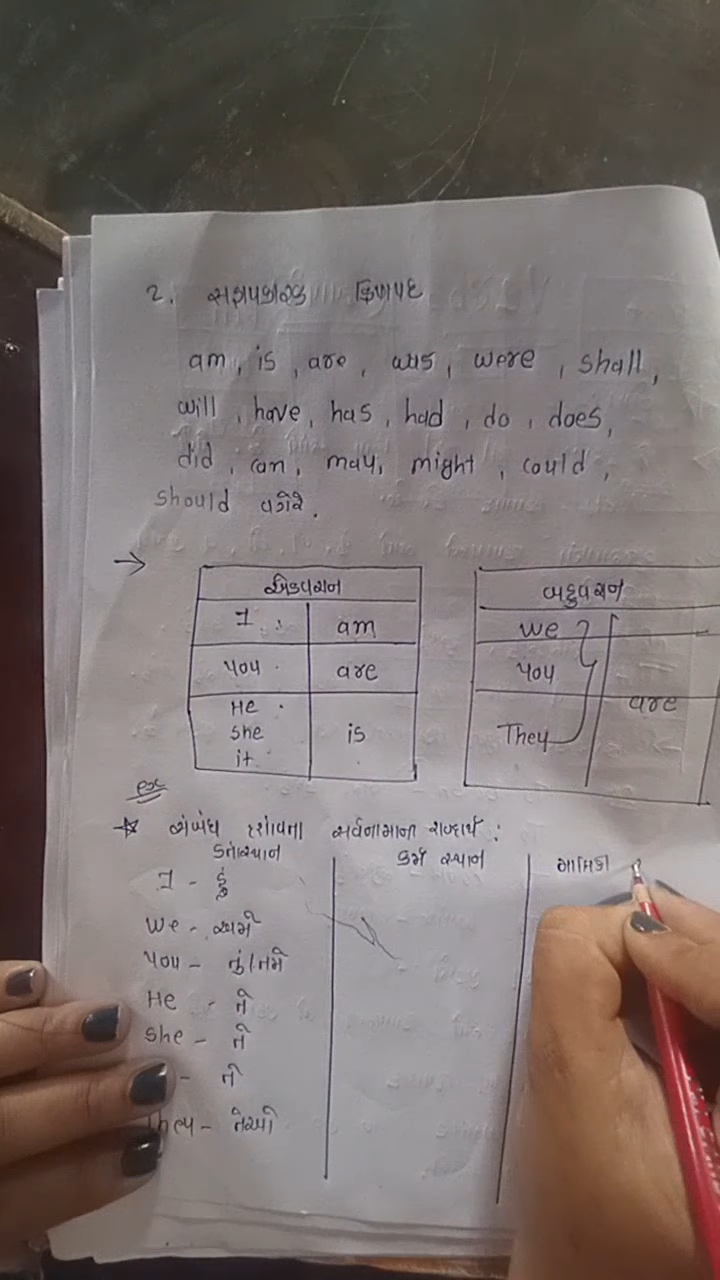 2. સહાયકારક ક્રિયાપદ
am, is, are, was, were, shall,
will, have, has, had, do, does,
did, can, may, might, could,
should વગેરે.
→
એકવચન
I am
you are
He
she is
it
બહુવચન
we
you are
They
ex
☆ સંબંધ દર્શાવતા સર્વનામોના શબ્દાર્થ :
કર્તાસ્થાન
I - હું
We - અમે
you - તું/તમે
He - તે
She - તે
- તે
They - તેઓ
કર્મ સ્થાન